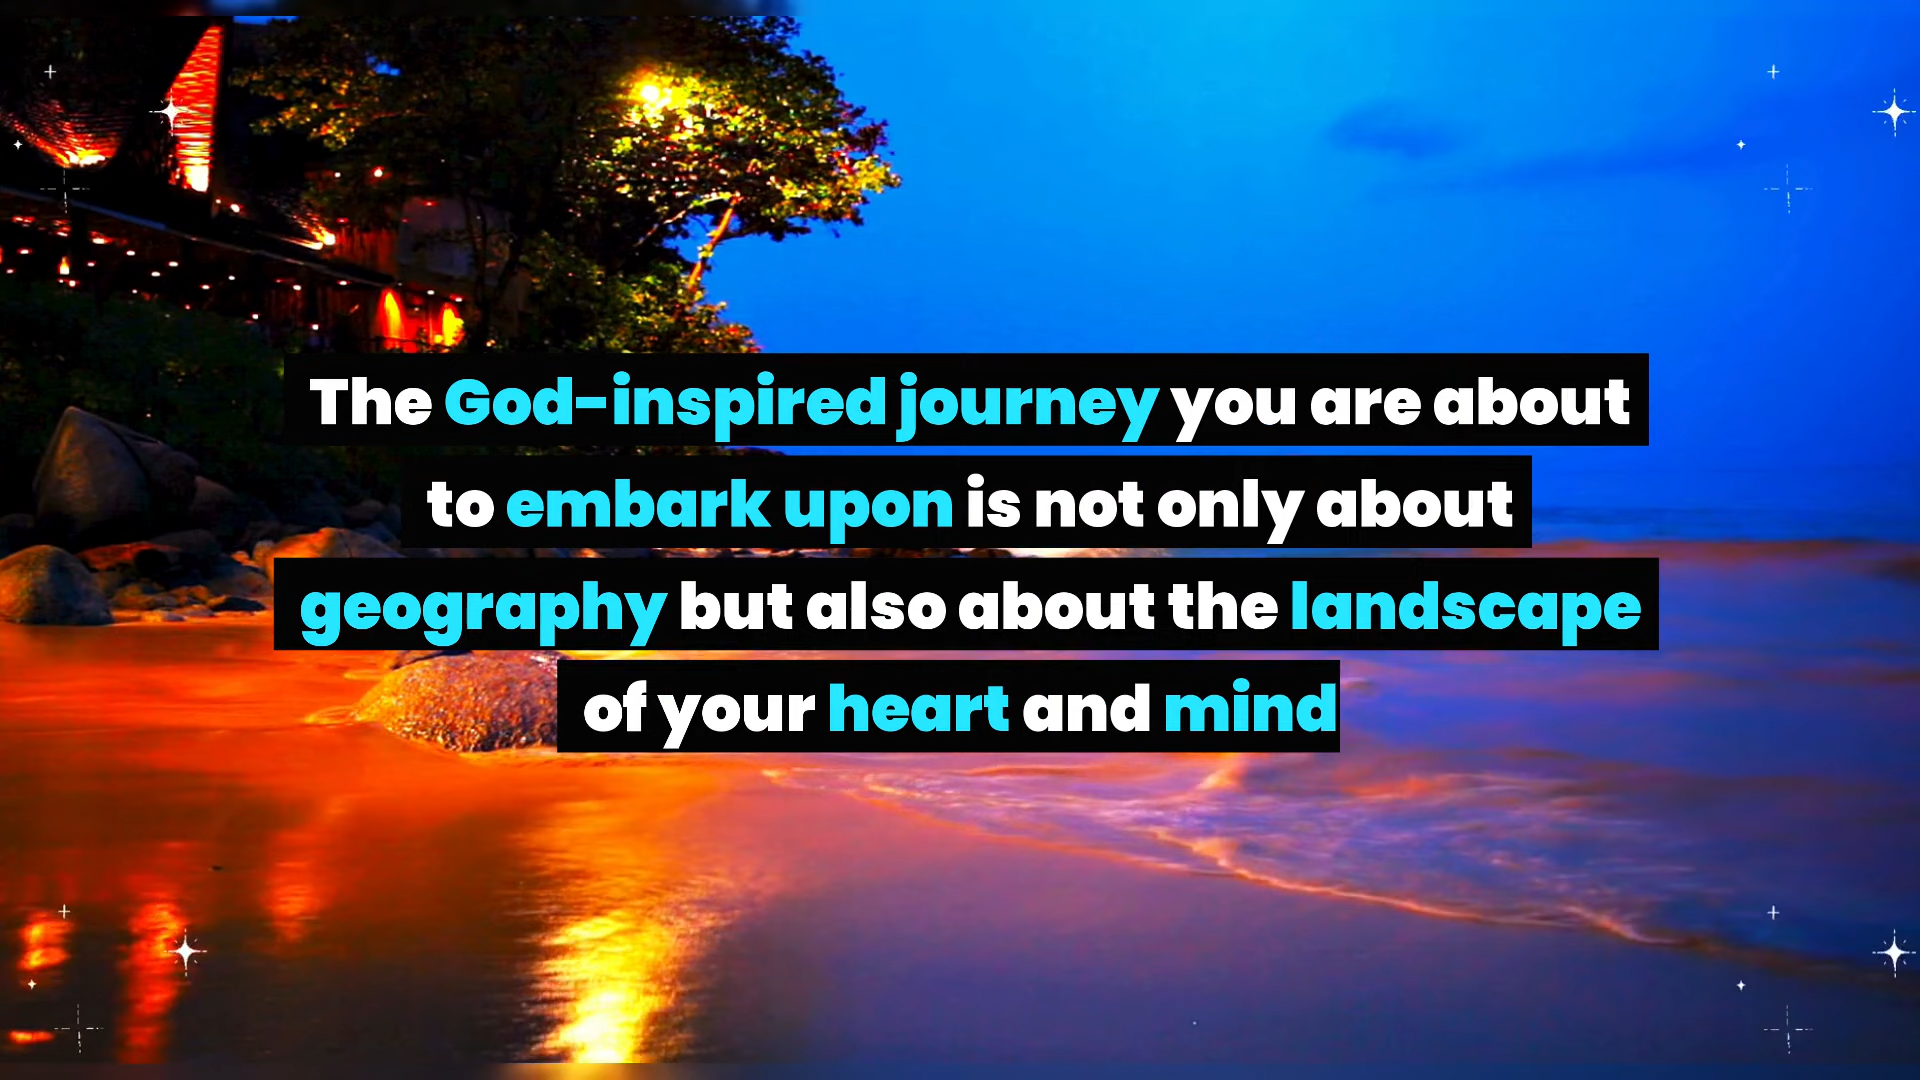 The God-inspired journey you are about
to embark upon is not only about
geography but also about the landscape
of your heart and mind